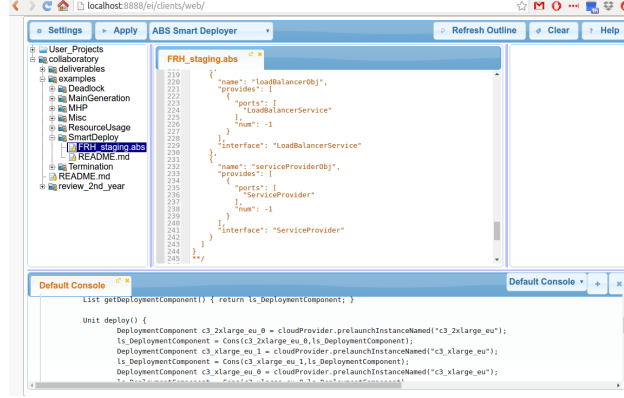 localhost:8888/ei/clients/web/
Settings
Apply
ABS Smart Deployer
Refresh Outline
Clear
Help
User_Projects
collaboratory
deliverables
examples
Deadlock
MainGeneration
MHP
Misc
ResourceUsage
SmartDeploy
FRH_staging.abs
README.md
Termination
README.md
review_2nd_year
FRH_staging.abs
219 },
220 "name": "loadBalancerObj",
221 "provides": [
222 {
223 "ports": [
224 "LoadBalancerService"
225 ],
226 "num": -1
227 }
228 ],
229 "interface": "LoadBalancerService"
230 },
231 {
232 "name": "serviceProviderObj",
233 "provides": [
234 {
235 "ports": [
236 "ServiceProvider"
237 ],
238 "num": -1
239 }
240 ],
241 "interface": "ServiceProvider"
242 }
243 ]
244 }
245 **/
Default Console
Default Console
List getDeploymentComponent() { return ls_DeploymentComponent; }
Unit deploy() {
DeploymentComponent c3_2xlarge_eu_0 = cloudProvider.prelaunchInstanceNamed("c3_2xlarge_eu");
ls_DeploymentComponent = Cons(c3_2xlarge_eu_0,ls_DeploymentComponent);
DeploymentComponent c3_xlarge_eu_1 = cloudProvider.prelaunchInstanceNamed("c3_xlarge_eu");
ls_DeploymentComponent = Cons(c3_xlarge_eu_1,ls_DeploymentComponent);
DeploymentComponent c3_xlarge_eu_0 = cloudProvider.prelaunchInstanceNamed("c3_xlarge_eu");